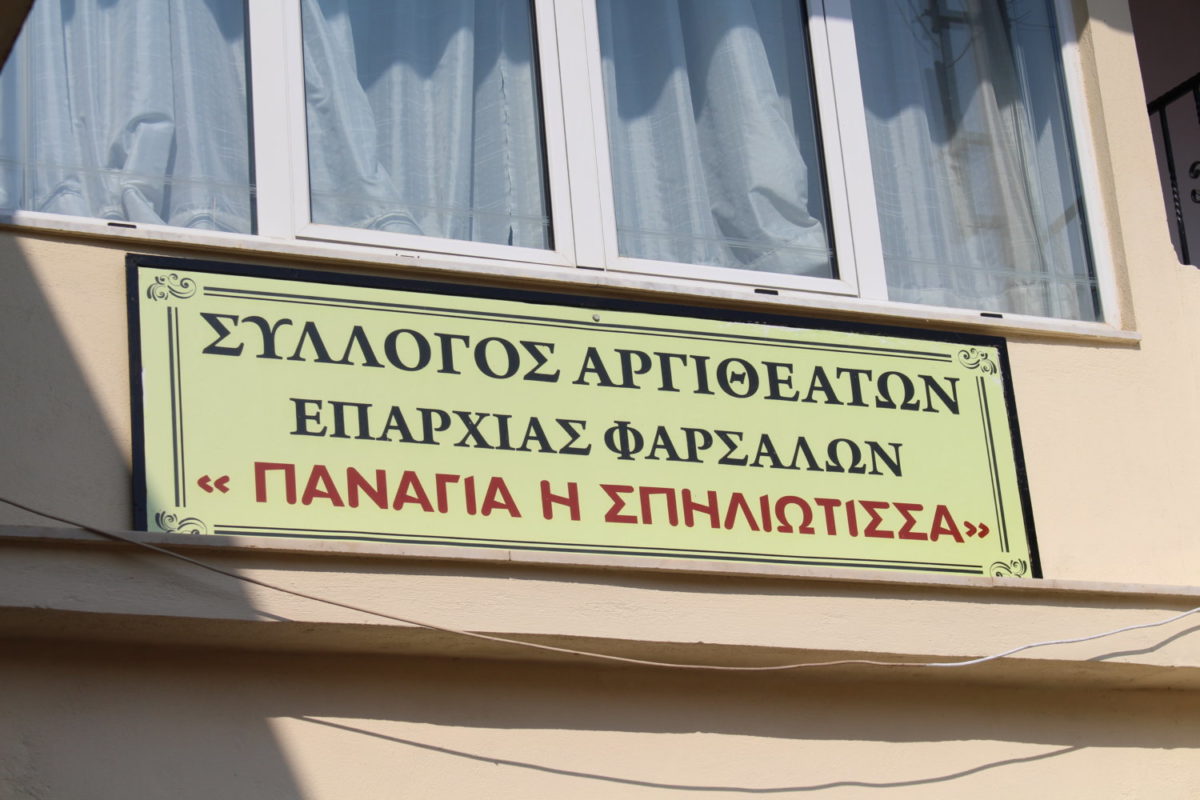 ΣΥΛΛΟΓΟΣ ΑΡΓΙΘΕΑΤΩΝ
ΕΠΑΡΧΙΑΣ ΦΑΡΣΑΛΩΝ
« ΠΑΝΑΓΙΑ Η ΣΠΗΛΙΩΤΙΣΣΑ»